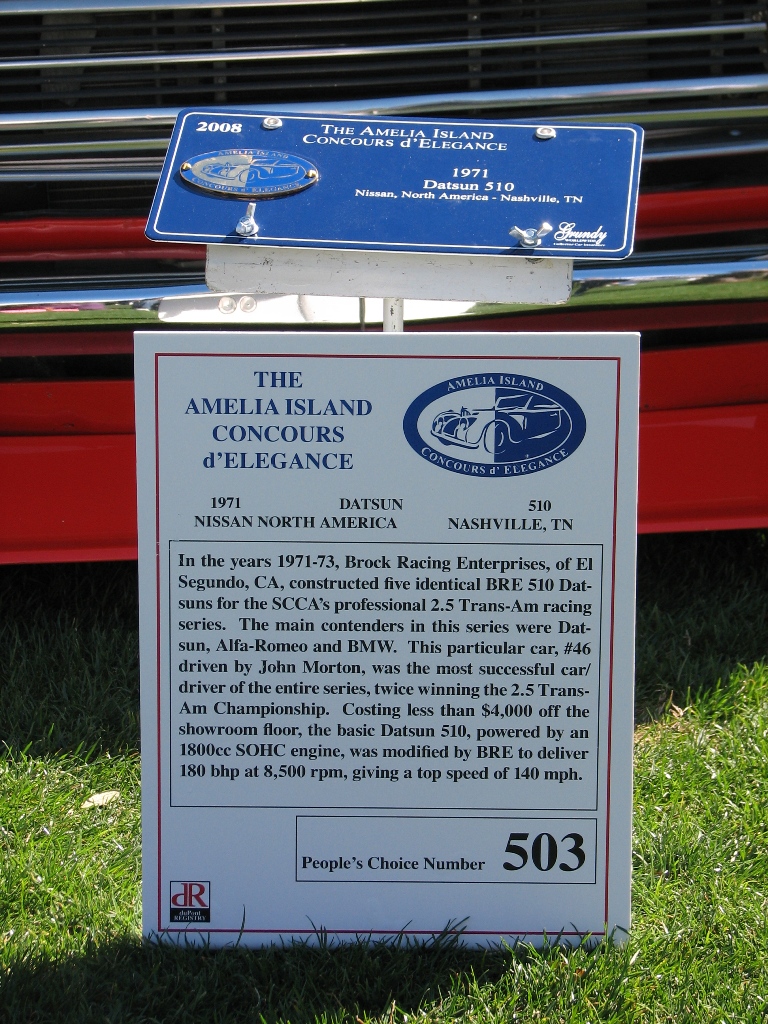 2008
THE AMELIA ISLAND
CONCOURS d'ELEGANCE
AMELIA ISLAND
CONCOURS d' ELEGANCE
1971
Datsun 510
Nissan, North America - Nashville, TN
Grundy
WORLDWIDE
THE
AMELIA ISLAND
CONCOURS
d'ELEGANCE
AMELIA ISLAND
CONCOURS d' ELEGANCE
1971 DATSUN 510
NISSAN NORTH AMERICA NASHVILLE, TN
In the years 1971-73, Brock Racing Enterprises, of El
Segundo, CA, constructed five identical BRE 510 Dat-
suns for the SCCA's professional 2.5 Trans-Am racing
series. The main contenders in this series were Dat-
sun, Alfa-Romeo and BMW. This particular car, #46
driven by John Morton, was the most successful car/
driver of the entire series, twice winning the 2.5 Trans-
Am Championship. Costing less than $4,000 off the
showroom floor, the basic Datsun 510, powered by an
1800cc SOHC engine, was modified by BRE to deliver
180 bhp at 8,500 rpm, giving a top speed of 140 mph.
People's Choice Number 503
dR
duPont
REGISTRY